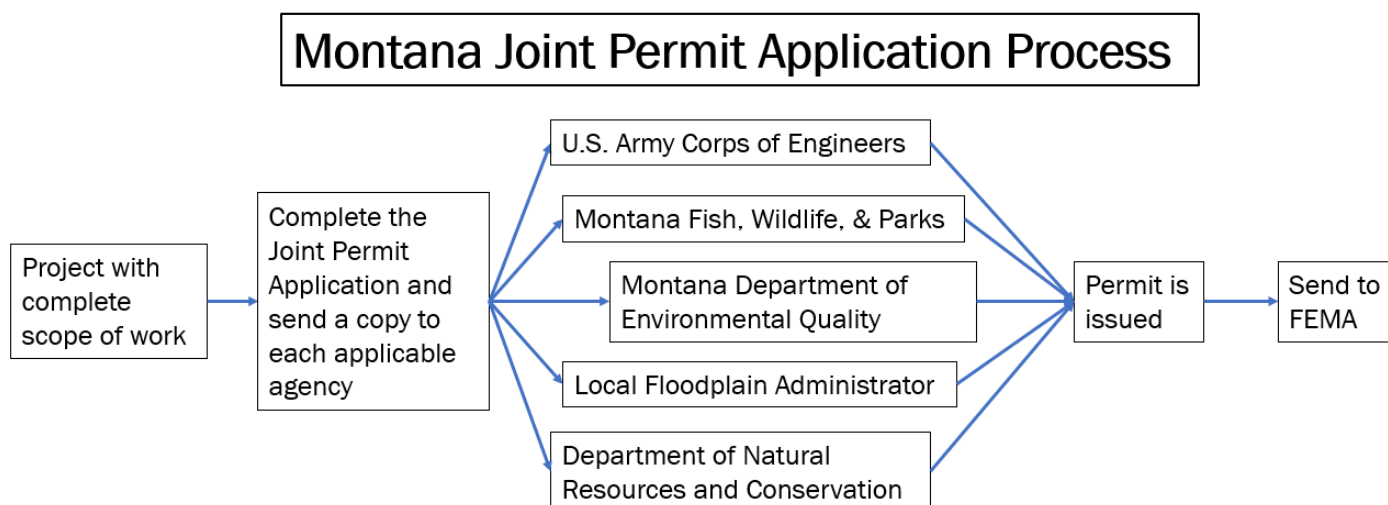 Montana Joint Permit Application Process
Project with
complete
scope of work
Complete the
Joint Permit
Application and
send a copy to
each applicable
agency
U.S. Army Corps of Engineers
Montana Fish, Wildlife, & Parks
Montana Department of
Environmental Quality
Local Floodplain Administrator
Department of Natural
Resources and Conservation
Permit is
issued
Send to
FEMA